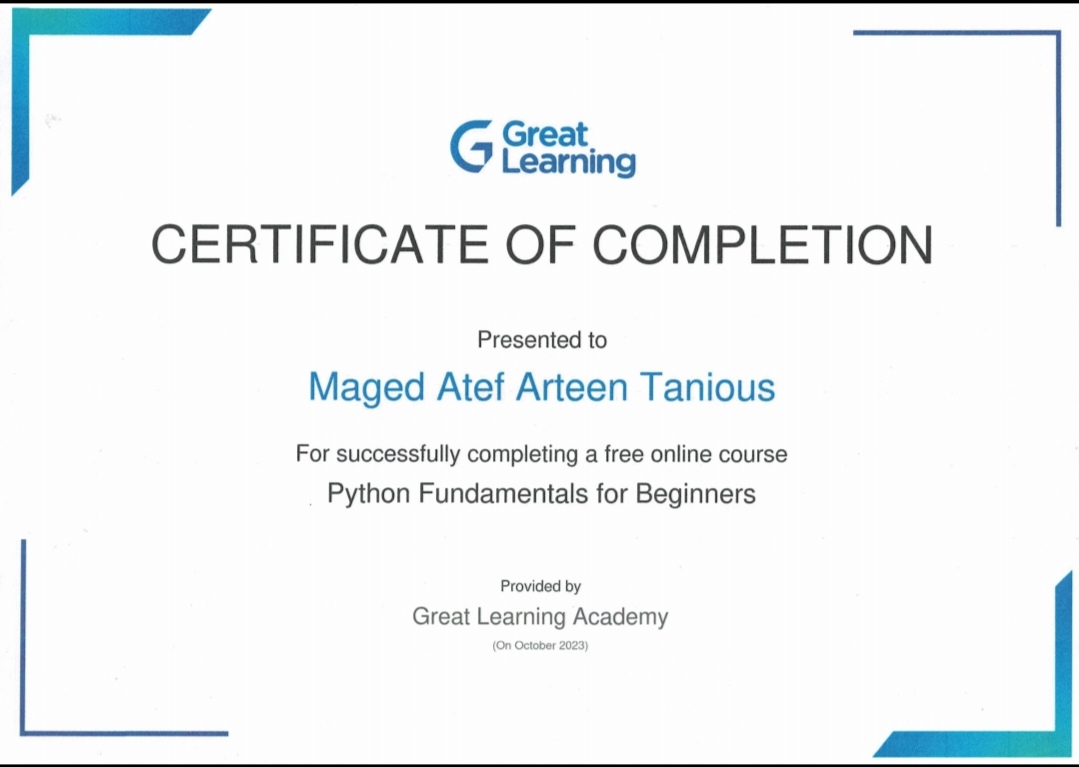 Great
Learning
CERTIFICATE OF COMPLETION
Presented to
Maged Atef Arteen Tanious
For successfully completing a free online course
Python Fundamentals for Beginners
Provided by
Great Learning Academy
(On October 2023)